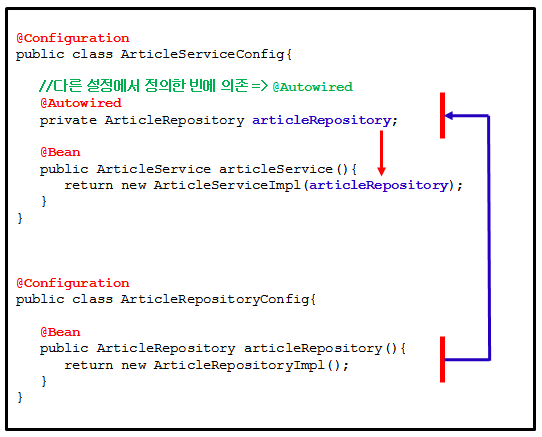 @Configuration
public class ArticleServiceConfig{
//다른 설정에서 정의한 빈에 의존 => @Autowired
@Autowired
private ArticleRepository articleRepository;
@Bean
public ArticleService articleService(){
return new ArticleServiceImpl(articleRepository);
}
}
@Configuration
public class ArticleRepositoryConfig{
@Bean
public ArticleRepository articleRepository(){
return new ArticleRepositoryImpl();
}
}